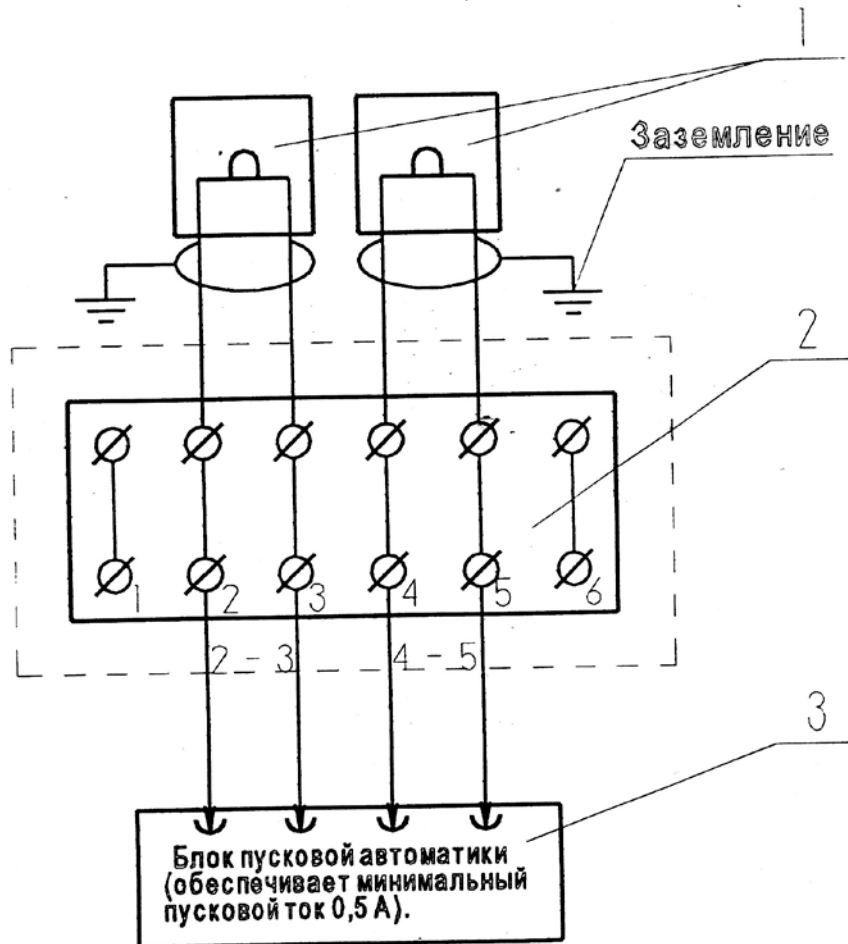 1
Заземление
2
1 2 3 4 5 6
2 - 3 4 - 5
3
Блок пусковой автоматики
(обеспечивает минимальный
пусковой ток 0,5 А).